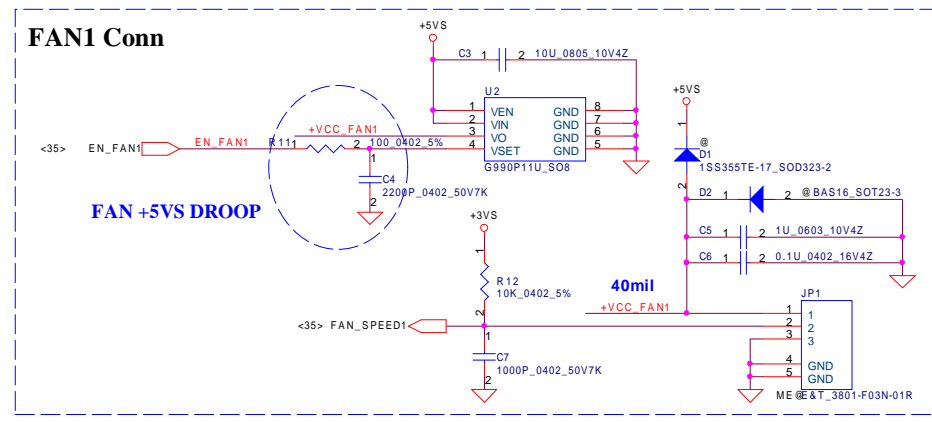 FAN1 Conn
+5VS
C3 1 2 10U_0805_10V4Z
U2
1 VEN GND 8
2 VIN GND 7
+VCC_FAN1 3 VO GND 6
4 VSET GND 5
G990P11U_SO8
<35> EN_FAN1 EN_FAN1 R11 1 2 100_0402_5%
1
C4
2200P_0402_50V7K
2
FAN +5VS DROOP
+5VS
1
@
D1
1SS355TE-17_SOD323-2
2
D2 1 2 @BAS16_SOT23-3
C5 1 2 1U_0603_10V4Z
C6 1 2 0.1U_0402_16V4Z
+3VS
1
R12
10K_0402_5%
2
40mil
+VCC_FAN1
<35> FAN_SPEED1
1
C7
1000P_0402_50V7K
2
JP1
1 1
2 2
3 3
4 GND
5 GND
ME@E&T_3801-F03N-01R